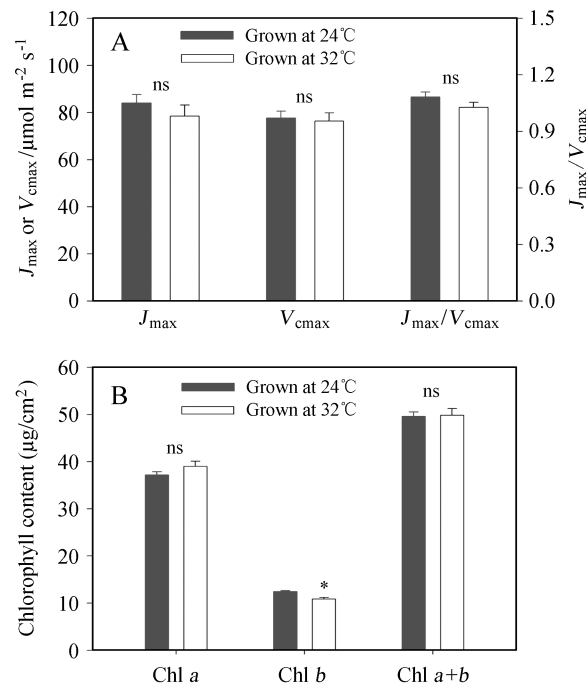 A
Grown at 24℃
Grown at 32℃
120
100
80
60
40
20
0
1.5
1.2
0.9
0.6
0.3
0.0
ns
ns
ns
Jmax or Vcmax/μmol m⁻² s⁻¹
Jmax/Vcmax
Jmax
Vcmax
Jmax/Vcmax
B
Grown at 24℃
Grown at 32℃
60
50
40
30
20
10
0
ns
*
ns
Chlorophyll content (μg/cm²)
Chl a
Chl b
Chl a+b